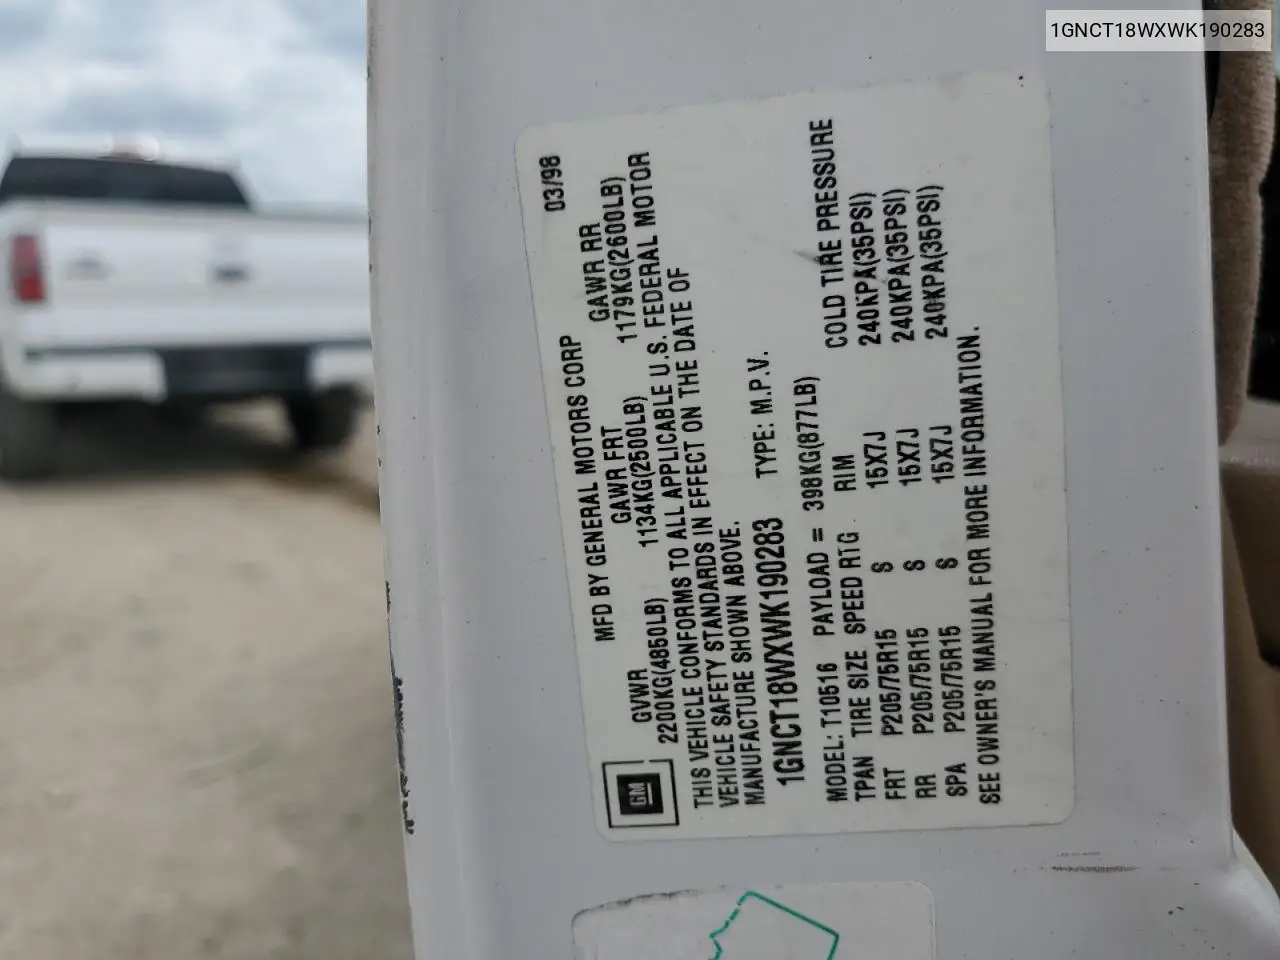 1GNCT18WXWK190283
MFD BY GENERAL MOTORS CORP 03/98
GVWR GAWR FRT GAWR RR
2200KG(4850LB) 1134KG(2500LB) 1179KG(2600LB)
THIS VEHICLE CONFORMS TO ALL APPLICABLE U.S. FEDERAL MOTOR
VEHICLE SAFETY STANDARDS IN EFFECT ON THE DATE OF
MANUFACTURE SHOWN ABOVE.
1GNCT18WXWK190283 TYPE: M.P.V.
MODEL: T10516 PAYLOAD = 398KG(877LB)
TPAN TIRE SIZE SPEED RTG RIM COLD TIRE PRESSURE
FRT P205/75R15 S 15X7J 240KPA(35PSI)
RR P205/75R15 S 15X7J 240KPA(35PSI)
SPA P205/75R15 S 15X7J 240KPA(35PSI)
SEE OWNER'S MANUAL FOR MORE INFORMATION.
GM